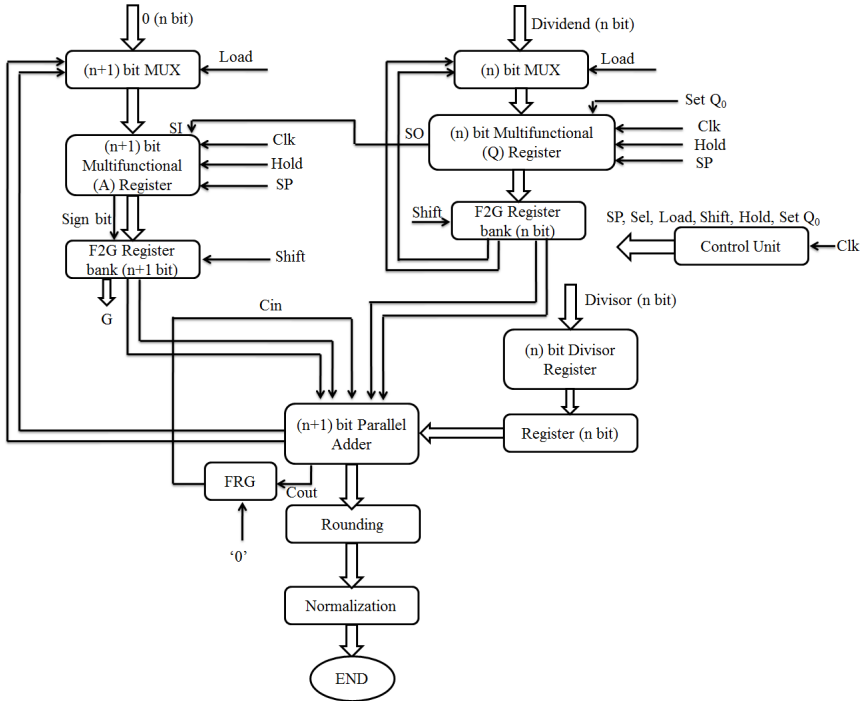 0 (n bit)
Dividend (n bit)
(n+1) bit MUX
Load
(n) bit MUX
Load
Set Q₀
SI
SO
(n+1) bit
Multifunctional
(A) Register
Clk
Hold
SP
(n) bit Multifunctional
(Q) Register
Clk
Hold
SP
Sign bit
Shift
F2G Register
bank (n bit)
SP, Sel, Load, Shift, Hold, Set Q₀
Control Unit
Clk
F2G Register
bank (n+1 bit)
Shift
G
Cin
Divisor (n bit)
(n) bit Divisor
Register
(n+1) bit Parallel
Adder
Register (n bit)
FRG
Cout
Rounding
‘0’
Normalization
END